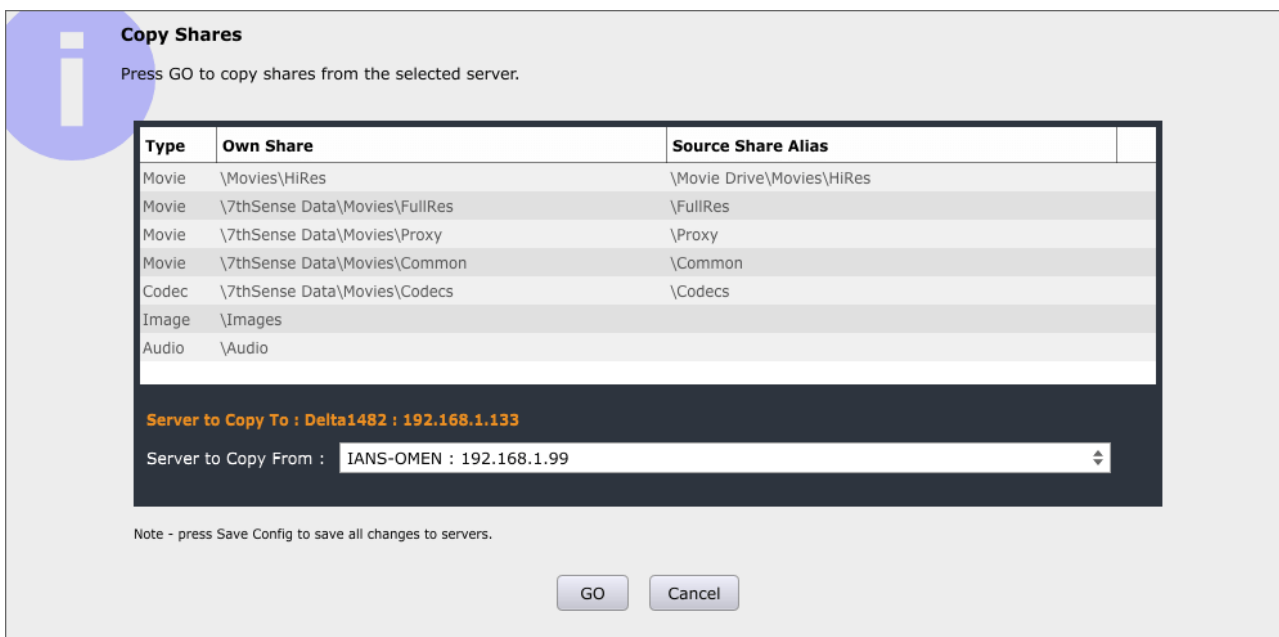 Copy Shares
Press GO to copy shares from the selected server.
Type Own Share Source Share Alias
Movie \Movies\HiRes \Movie Drive\Movies\HiRes
Movie \7thSense Data\Movies\FullRes \FullRes
Movie \7thSense Data\Movies\Proxy \Proxy
Movie \7thSense Data\Movies\Common \Common
Codec \7thSense Data\Movies\Codecs \Codecs
Image \Images
Audio \Audio
Server to Copy To : Delta1482 : 192.168.1.133
Server to Copy From : IANS-OMEN : 192.168.1.99
Note - press Save Config to save all changes to servers.
GO Cancel